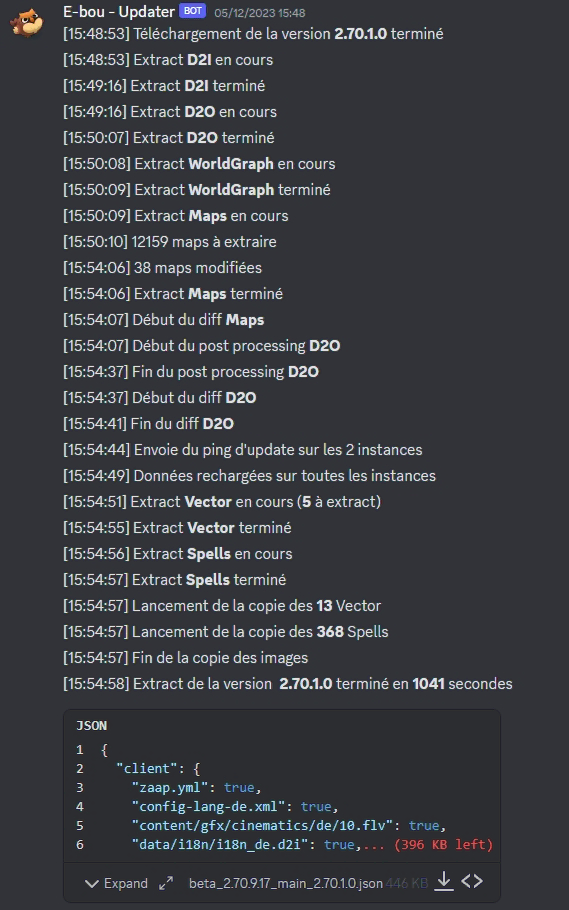 E-bou - Updater BOT 05/12/2023 15:48
[15:48:53] Téléchargement de la version 2.70.1.0 terminé
[15:48:53] Extract D2I en cours
[15:49:16] Extract D2I terminé
[15:49:16] Extract D2O en cours
[15:50:07] Extract D2O terminé
[15:50:08] Extract WorldGraph en cours
[15:50:09] Extract WorldGraph terminé
[15:50:09] Extract Maps en cours
[15:50:10] 12159 maps à extraire
[15:54:06] 38 maps modifiées
[15:54:06] Extract Maps terminé
[15:54:07] Début du diff Maps
[15:54:07] Début du post processing D2O
[15:54:37] Fin du post processing D2O
[15:54:37] Début du diff D2O
[15:54:41] Fin du diff D2O
[15:54:44] Envoie du ping d'update sur les 2 instances
[15:54:49] Données rechargées sur toutes les instances
[15:54:51] Extract Vector en cours (5 à extract)
[15:54:55] Extract Vector terminé
[15:54:56] Extract Spells en cours
[15:54:57] Extract Spells terminé
[15:54:57] Lancement de la copie des 13 Vector
[15:54:57] Lancement de la copie des 368 Spells
[15:54:57] Fin de la copie des images
[15:54:58] Extract de la version 2.70.1.0 terminé en 1041 secondes
JSON
1 {
2 "client": {
3 "zaap.yml": true,
4 "config-lang-de.xml": true,
5 "content/gfx/cinematics/de/10.flv": true,
6 "data/i18n/i18n_de.d2i": true,... (396 KB left)
Expand beta_2.70.9.17_main_2.70.1.0.json 446 KB